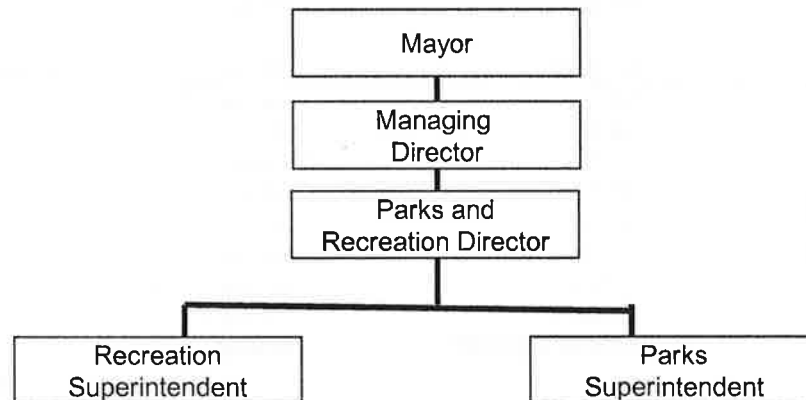 Mayor
Managing
Director
Parks and
Recreation Director
Recreation
Superintendent
Parks
Superintendent